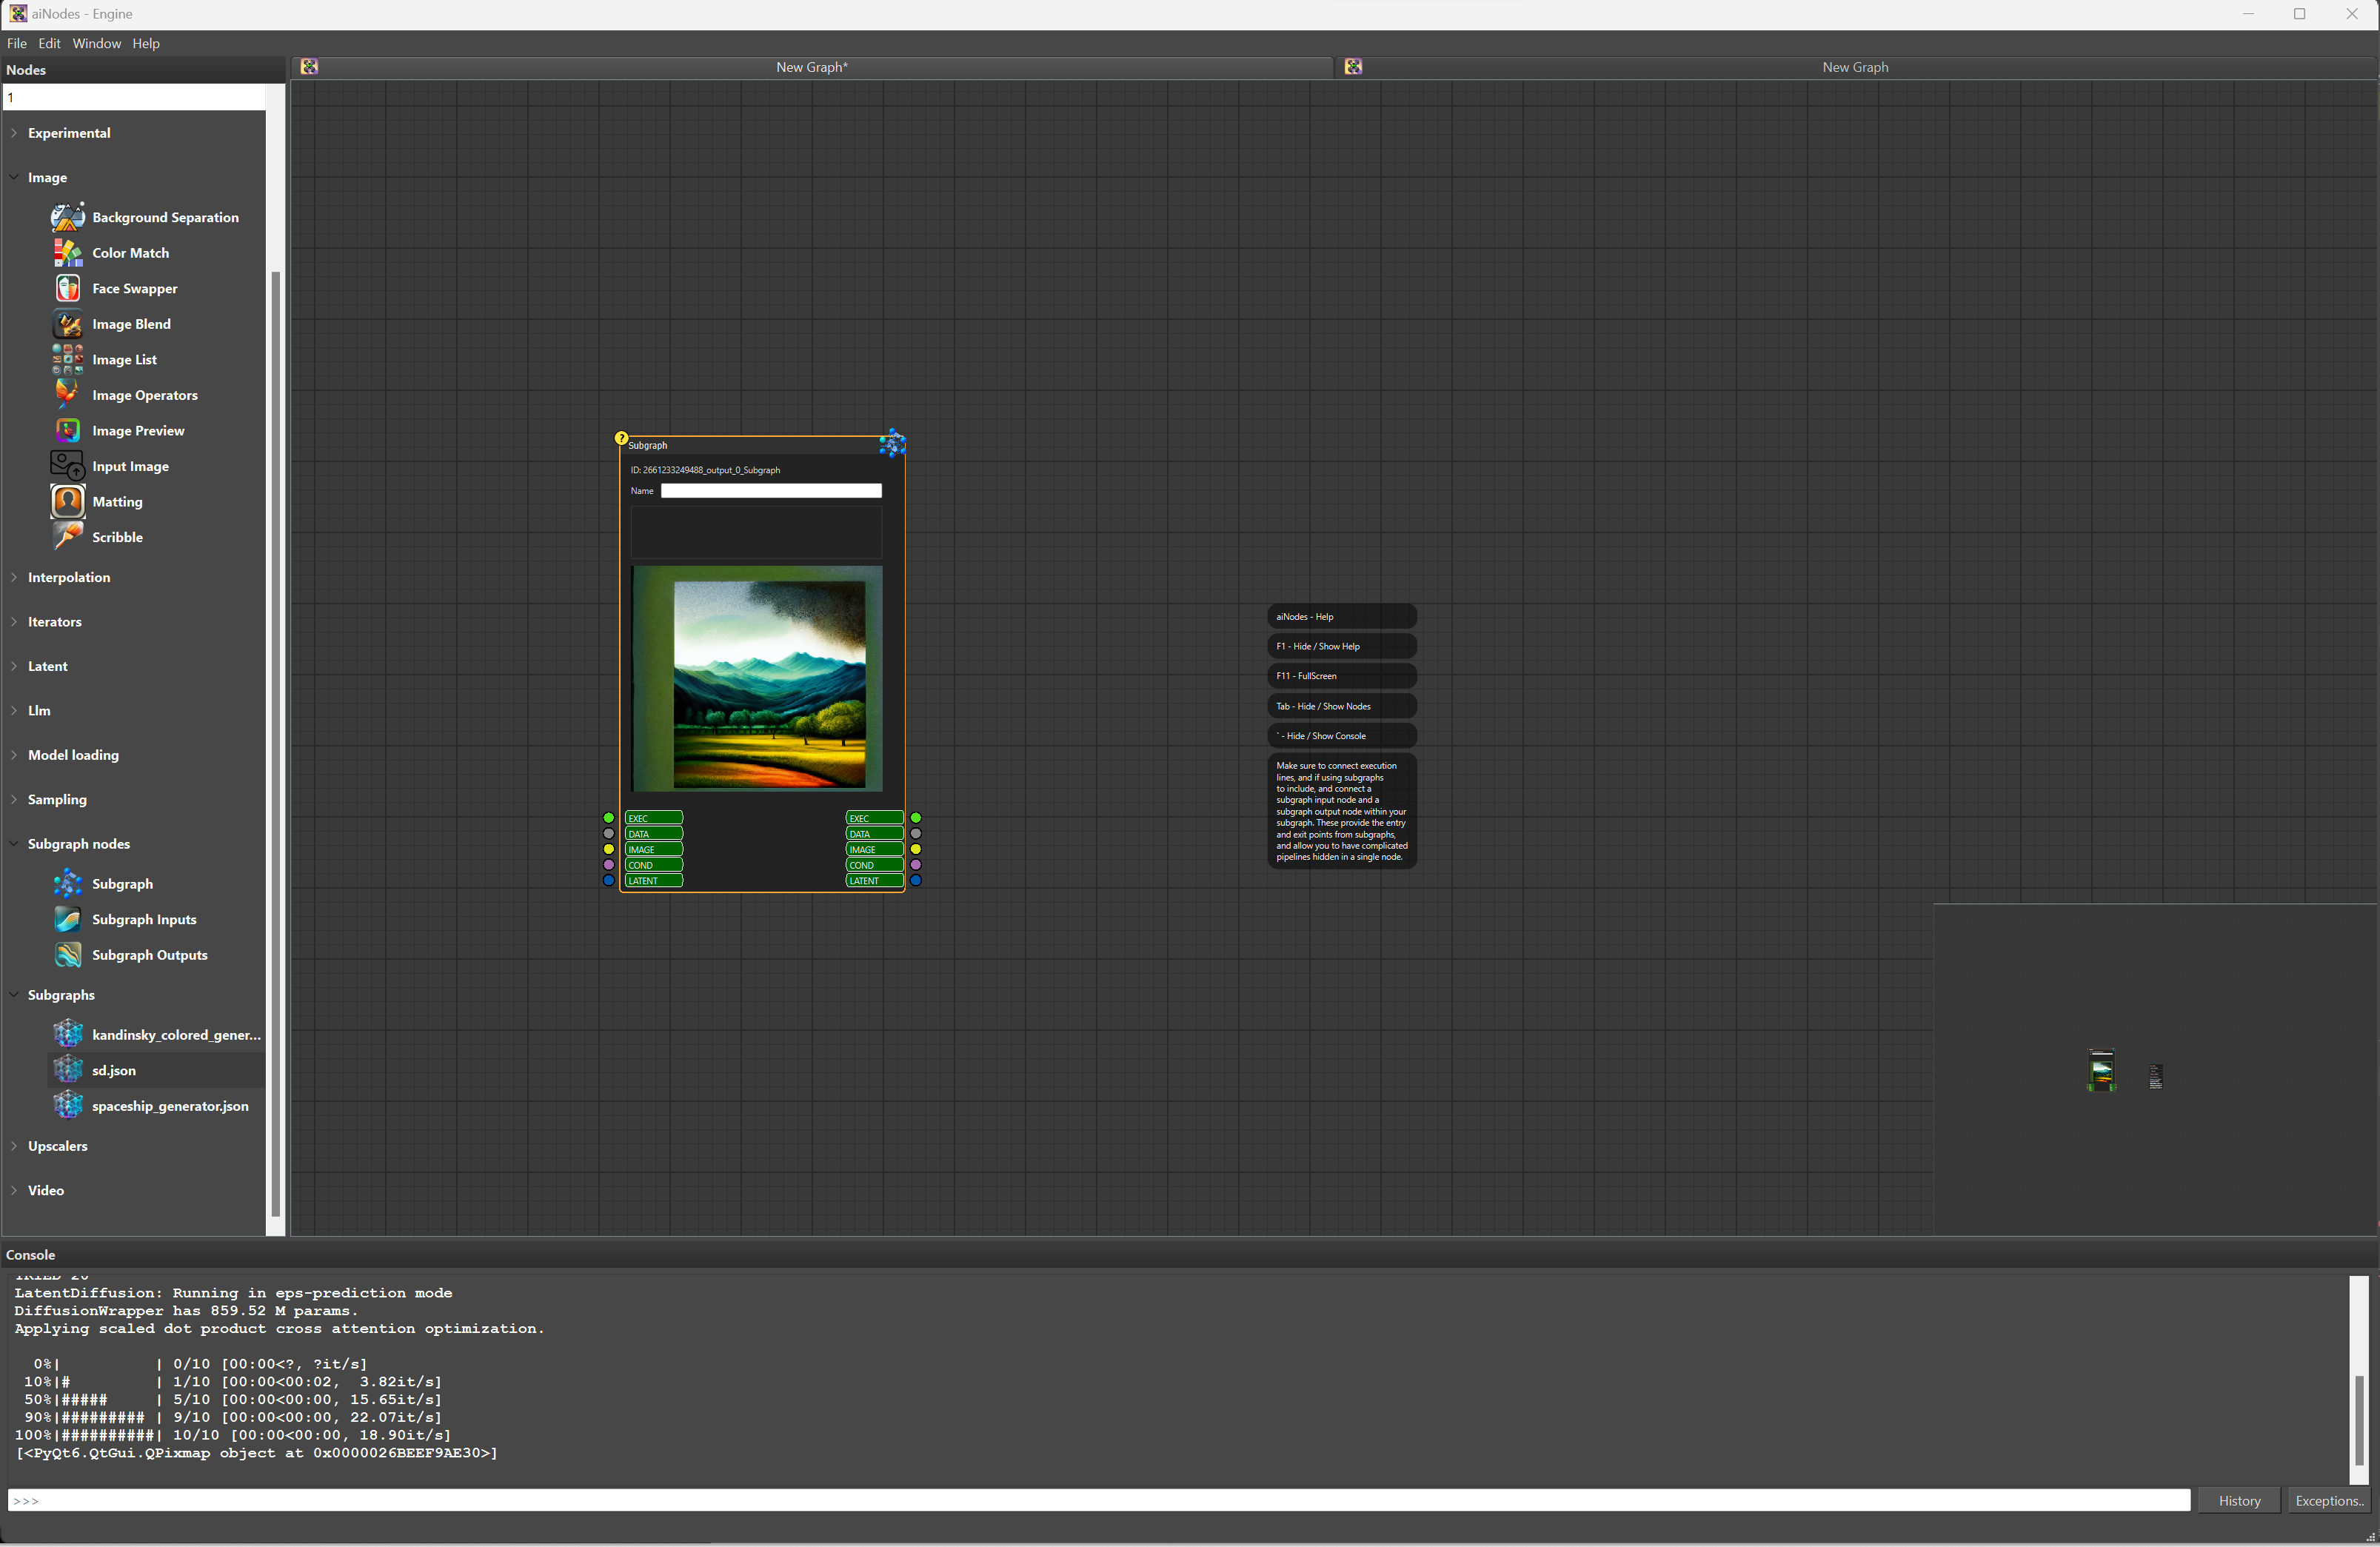 aiNodes - Engine
File Edit Window Help
Nodes
1
Experimental
Image
Background Separation
Color Match
Face Swapper
Image Blend
Image List
Image Operators
Image Preview
Input Image
Matting
Scribble
Interpolation
Iterators
Latent
Llm
Model loading
Sampling
Subgraph nodes
Subgraph
Subgraph Inputs
Subgraph Outputs
Subgraphs
kandinsky_colored_gener...
sd.json
spaceship_generator.json
Upscalers
Video
New Graph*
New Graph
?
Subgraph
ID: 2661233249488_output_0_Subgraph
Name
EXEC EXEC
DATA DATA
IMAGE IMAGE
COND COND
LATENT LATENT
aiNodes - Help
F1 - Hide / Show Help
F11 - FullScreen
Tab - Hide / Show Nodes
` - Hide / Show Console
Make sure to connect execution
lines, and if using subgraphs
to include, and connect a
subgraph input node and a
subgraph output node within your
subgraph. These provide the entry
and exit points from subgraphs,
and allow you to have complicated
pipelines hidden in a single node.
Console
LatentDiffusion: Running in eps-prediction mode
DiffusionWrapper has 859.52 M params.
Applying scaled dot product cross attention optimization.
0%|          | 0/10 [00:00<?, ?it/s]
10%|#         | 1/10 [00:00<00:02,  3.82it/s]
50%|#####     | 5/10 [00:00<00:00, 15.65it/s]
90%|######### | 9/10 [00:00<00:00, 22.07it/s]
100%|##########| 10/10 [00:00<00:00, 18.90it/s]
[<PyQt6.QtGui.QPixmap object at 0x0000026BEEF9AE30>]
>>>
History
Exceptions..